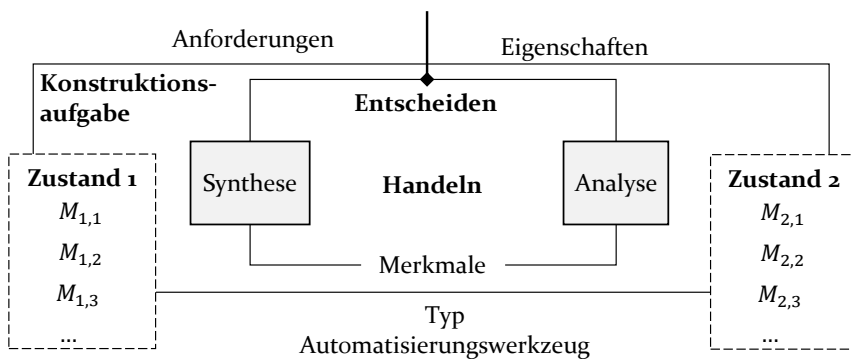 Anforderungen
Eigenschaften
Konstruktions-
aufgabe
Entscheiden
Zustand 1
M1,1
M1,2
M1,3
...
Synthese
Handeln
Analyse
Zustand 2
M2,1
M2,2
M2,3
...
Merkmale
Typ
Automatisierungswerkzeug